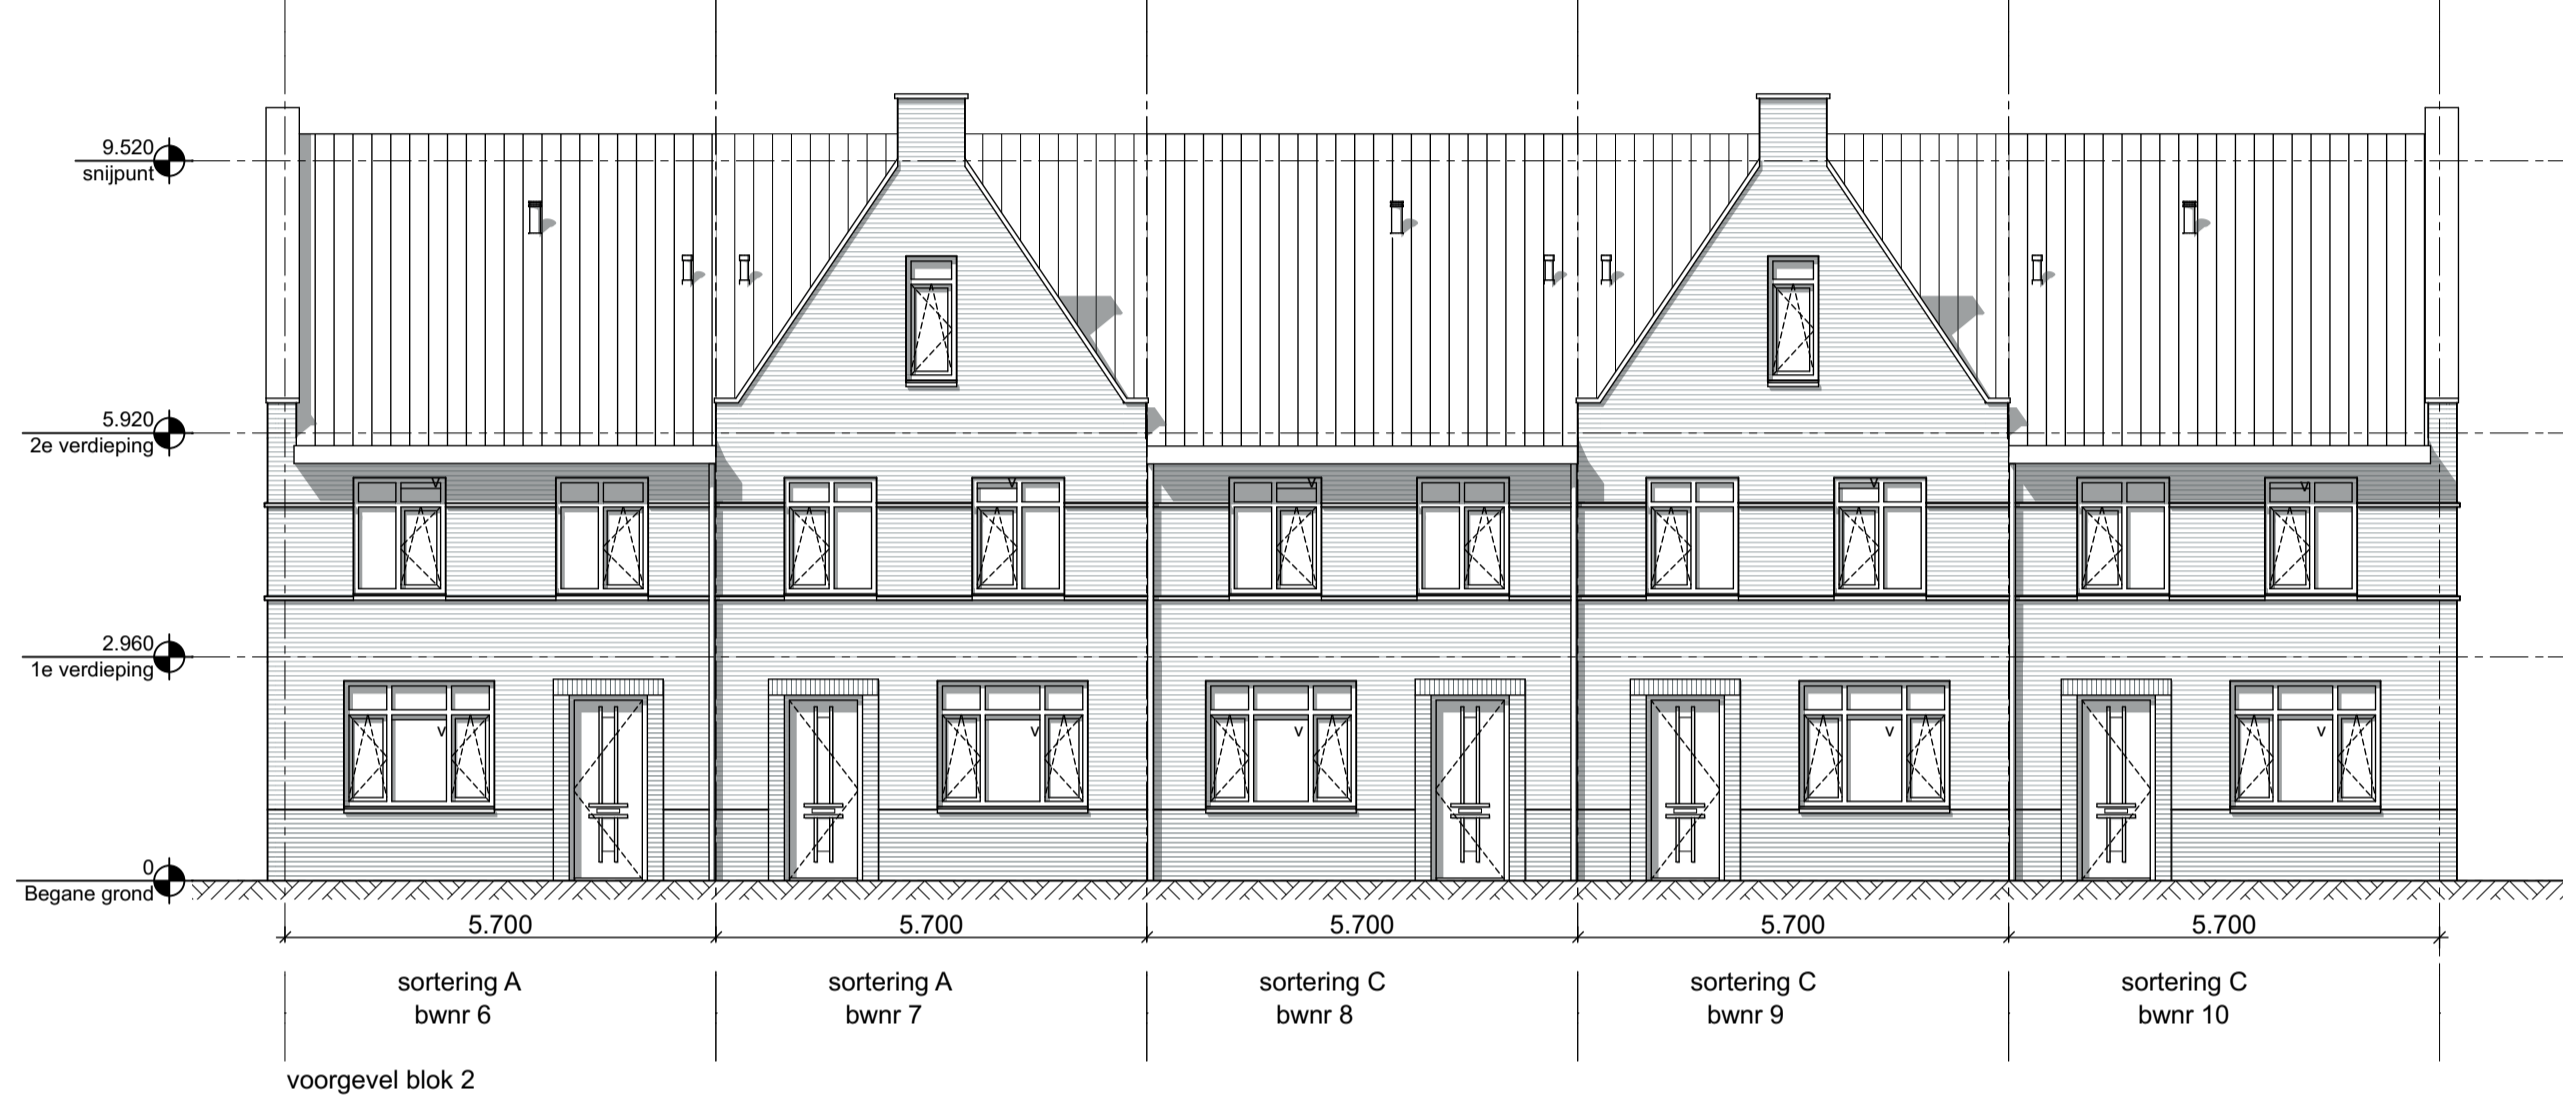 9.520
snijpunt
5.920
2e verdieping
v v v v v
2.960
1e verdieping
v v v v v
0
Begane grond
5.700 5.700 5.700 5.700 5.700
sortering A sortering A sortering C sortering C sortering C
bwnr 6 bwnr 7 bwnr 8 bwnr 9 bwnr 10
voorgevel blok 2